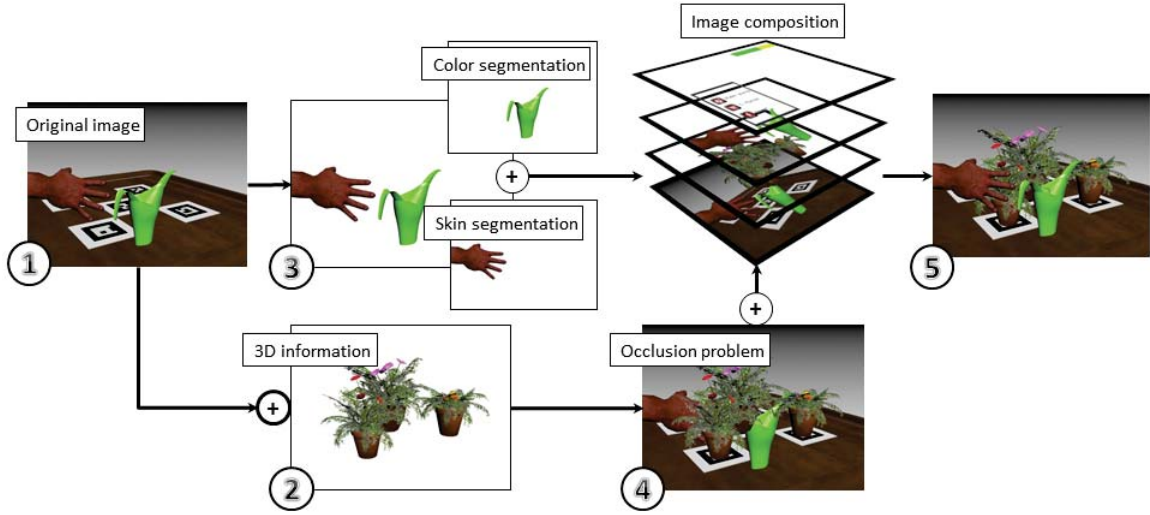 Image composition
Color segmentation
Original image
+
Skin segmentation
1
3
5
+
3D information
Occlusion problem
+
2
4